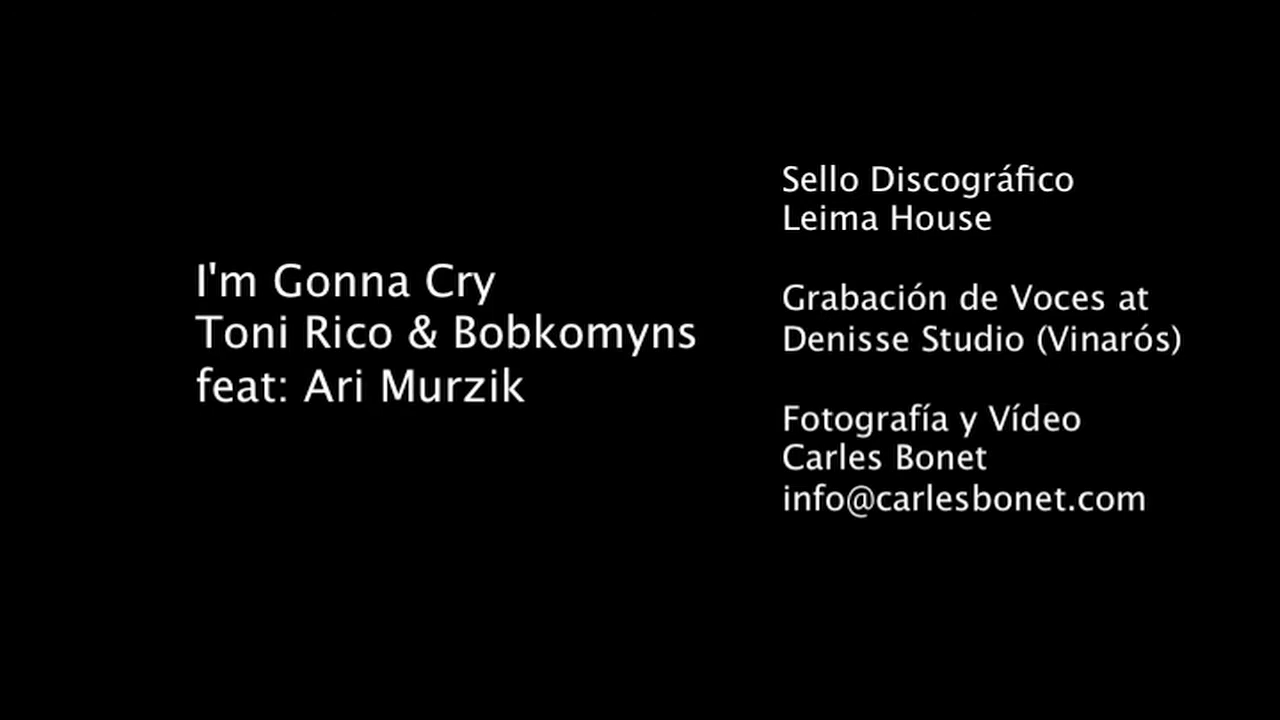 I'm Gonna Cry
Toni Rico & Bobkomyns
feat: Ari Murzik
Sello Discográfico
Leima House
Grabación de Voces at
Denisse Studio (Vinarós)
Fotografía y Vídeo
Carles Bonet
info@carlesbonet.com